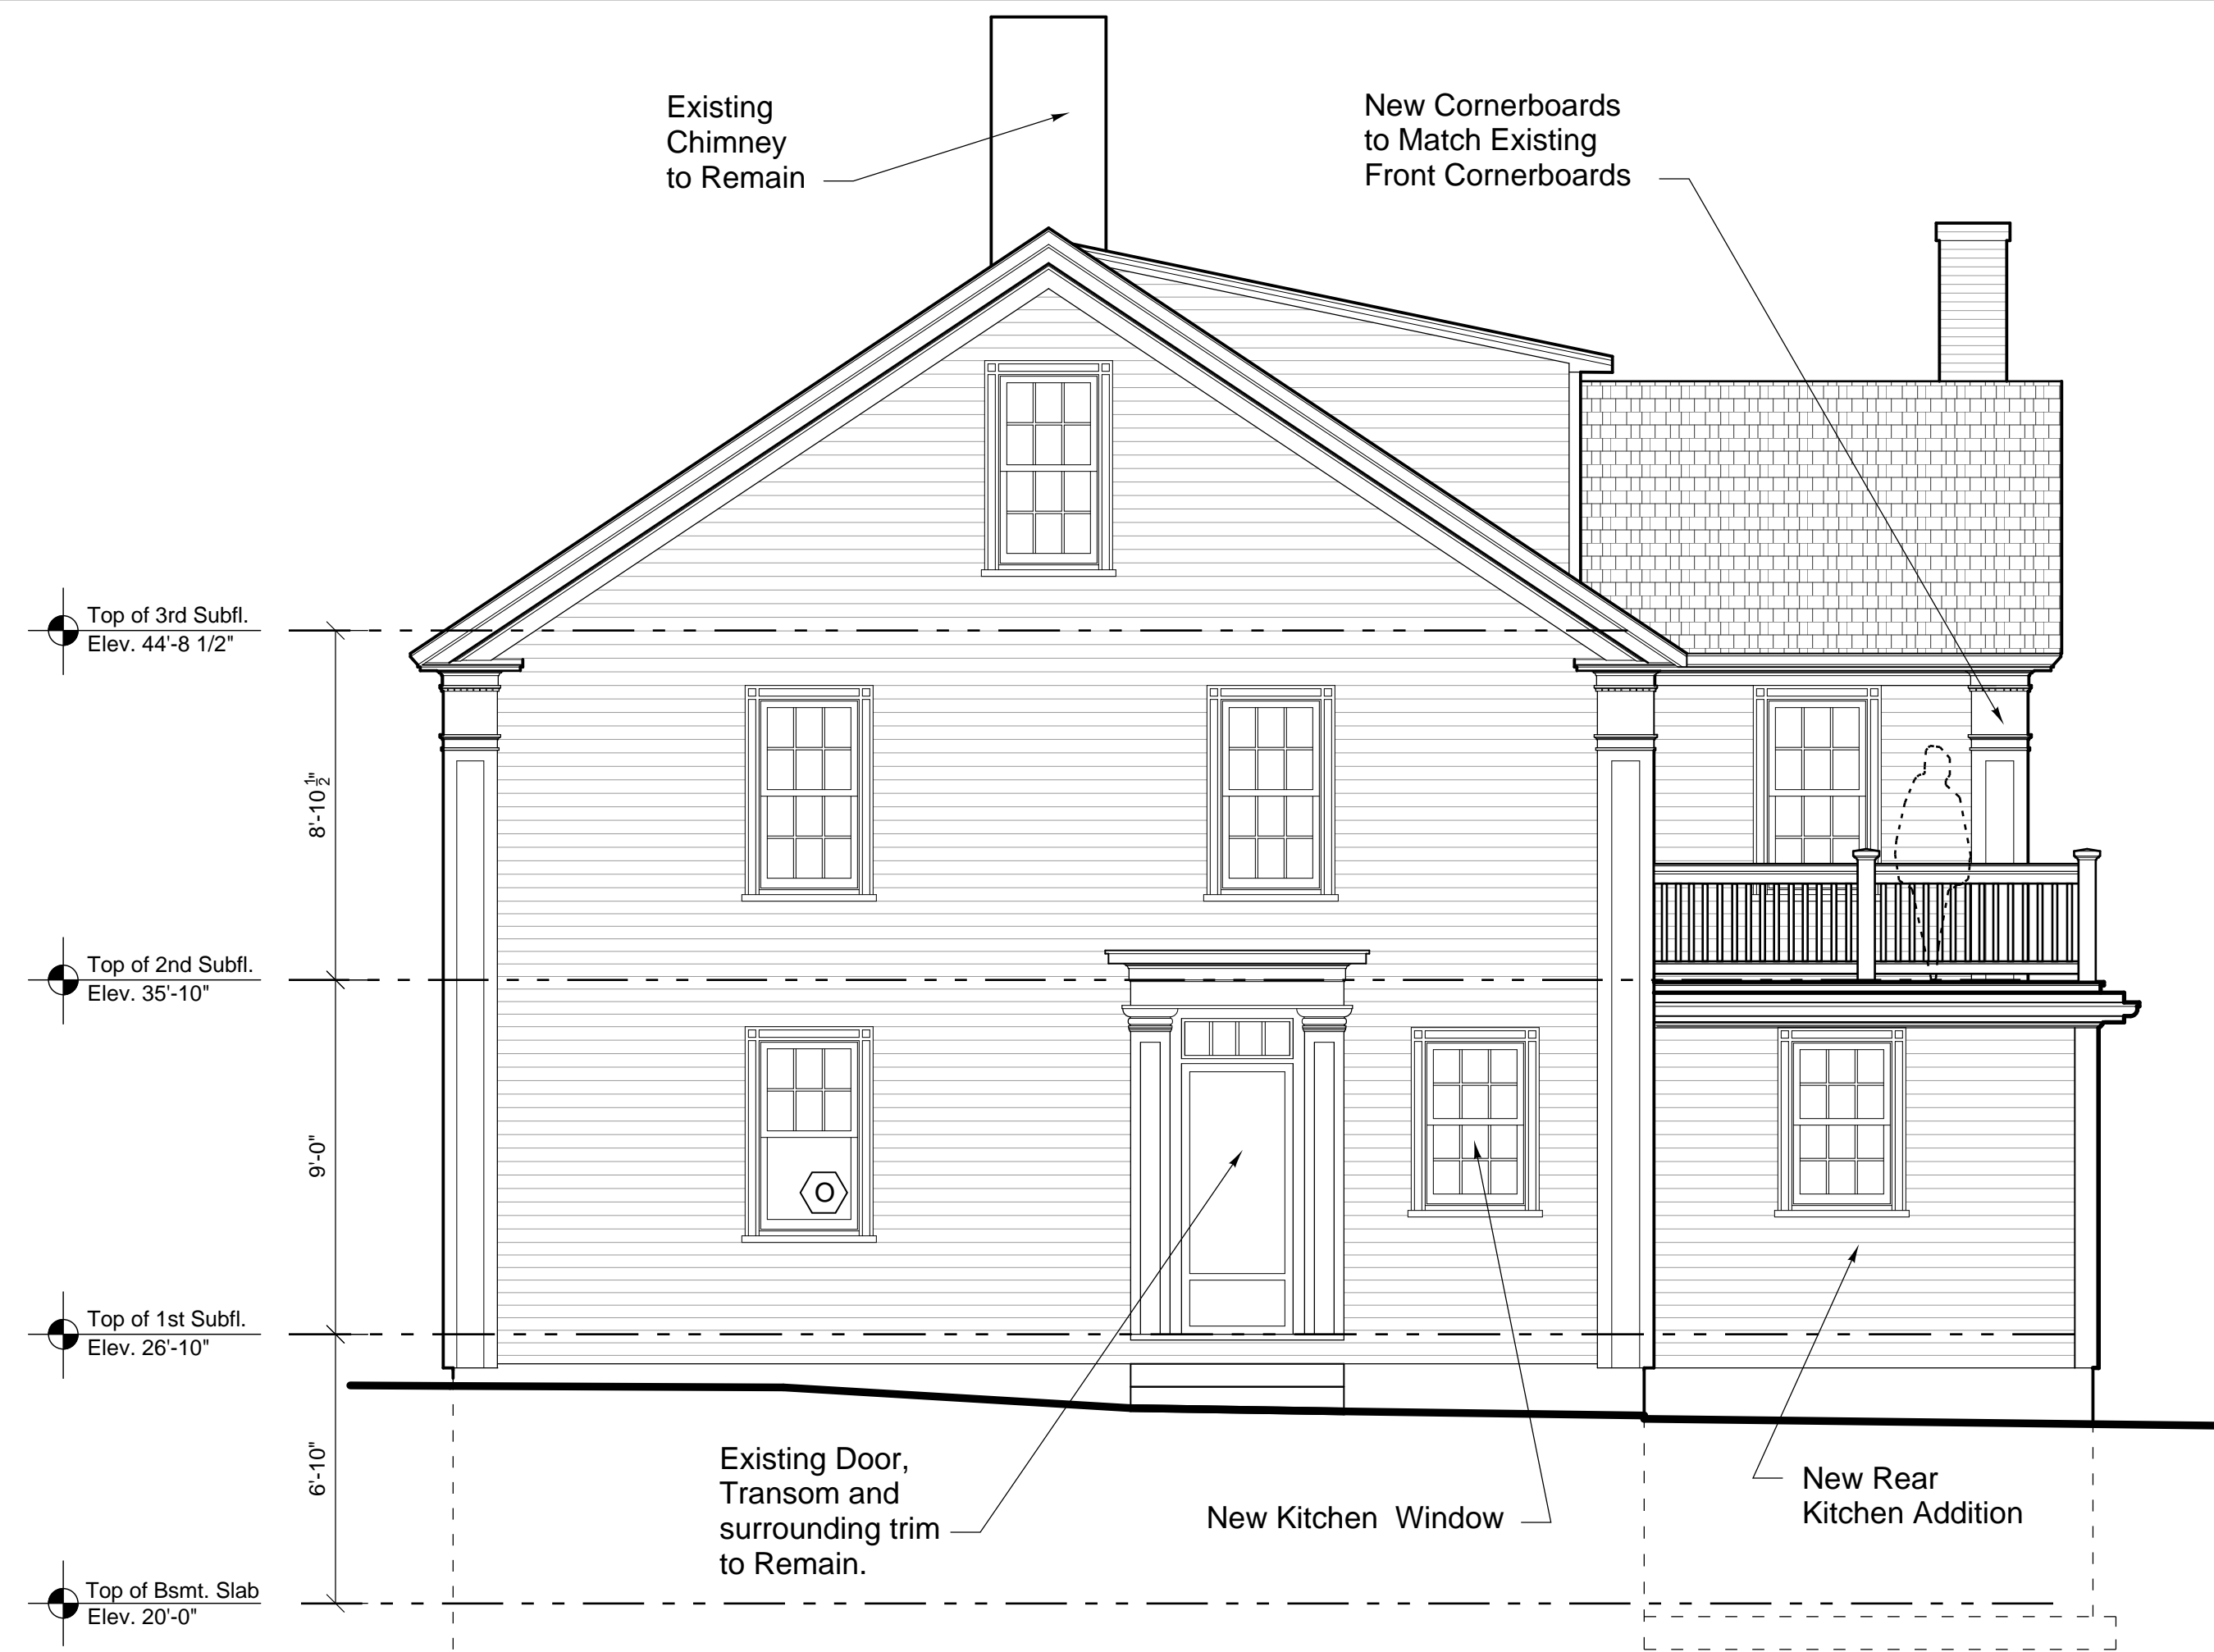 Existing
Chimney
to Remain
New Cornerboards
to Match Existing
Front Cornerboards
Top of 3rd Subfl.
Elev. 44'-8 1/2"
8'-10 1/2"
Top of 2nd Subfl.
Elev. 35'-10"
9'-0"
O
Top of 1st Subfl.
Elev. 26'-10"
6'-10"
Existing Door,
Transom and
surrounding trim
to Remain.
New Kitchen  Window
New Rear
Kitchen Addition
Top of Bsmt. Slab
Elev. 20'-0"